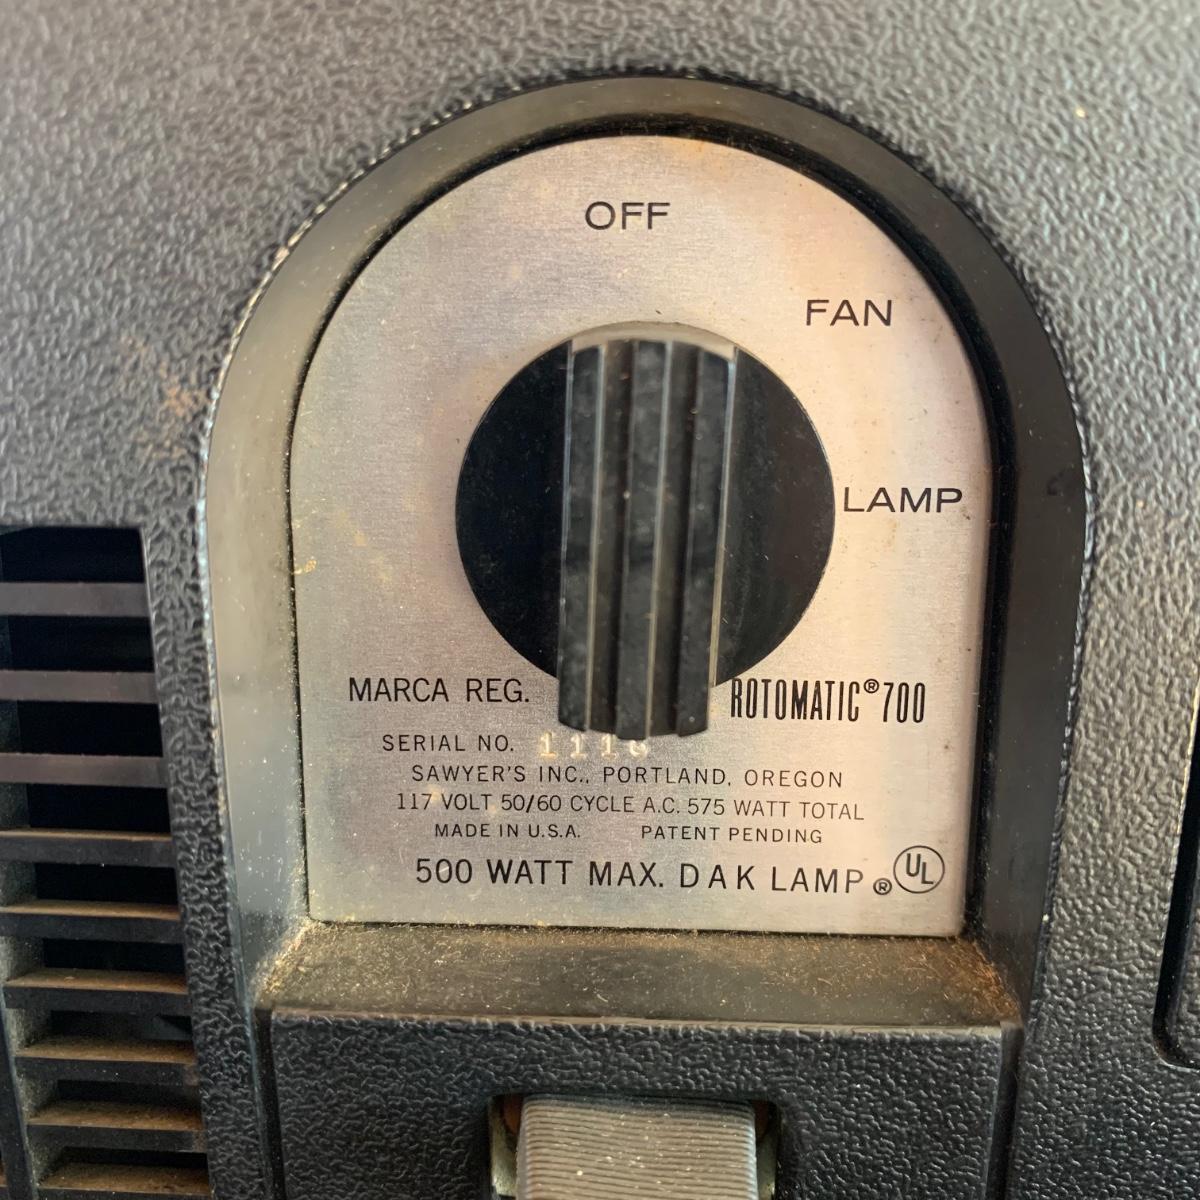 OFF
FAN
LAMP
MARCA REG. ROTOMATIC®700
SERIAL NO.
SAWYER'S INC., PORTLAND, OREGON
117 VOLT 50/60 CYCLE A.C. 575 WATT TOTAL
MADE IN U.S.A. PATENT PENDING
500 WATT MAX. DAK LAMP ® UL